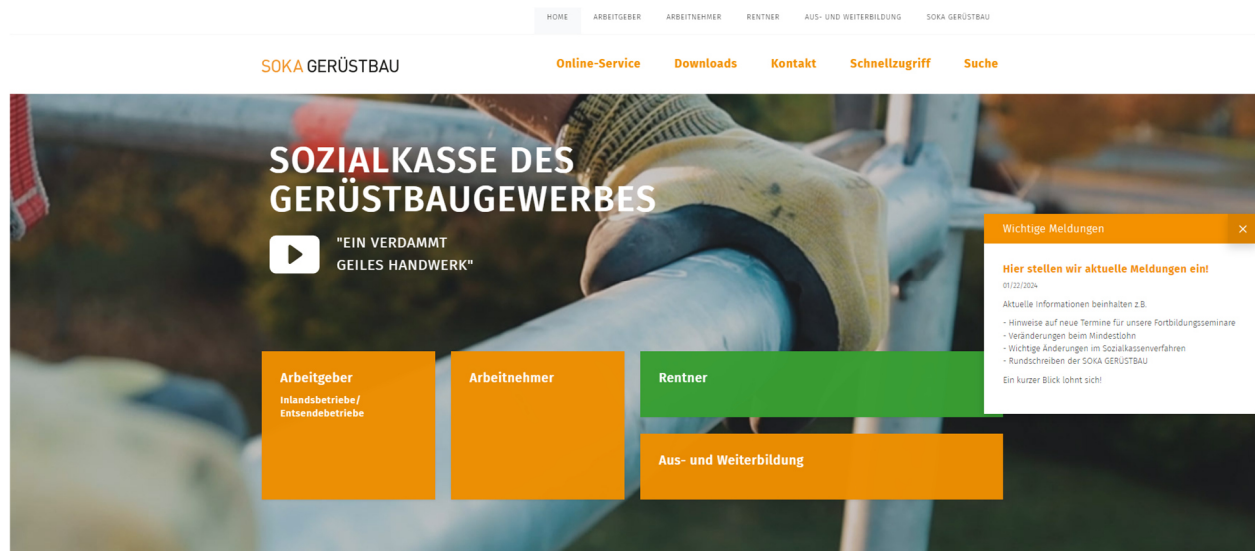 HOME ARBEITGEBER ARBEITNEHMER RENTNER AUS- UND WEITERBILDUNG SOKA GERÜSTBAU
SOKA GERÜSTBAU
Online-Service Downloads Kontakt Schnellzugriff Suche
SOZIALKASSE DES
GERÜSTBAUGEWERBES
"EIN VERDAMMT
GEILES HANDWERK"
Wichtige Meldungen
Hier stellen wir aktuelle Meldungen ein!
01/22/2024
Aktuelle Informationen beinhalten z.B.
- Hinweise auf neue Termine für unsere Fortbildungsseminare
- Veränderungen beim Mindestlohn
- Wichtige Änderungen im Sozialkassenverfahren
- Rundschreiben der SOKA GERÜSTBAU
Ein kurzer Blick lohnt sich!
Arbeitgeber
Inlandsbetriebe/
Entsendebetriebe
Arbeitnehmer
Rentner
Aus- und Weiterbildung